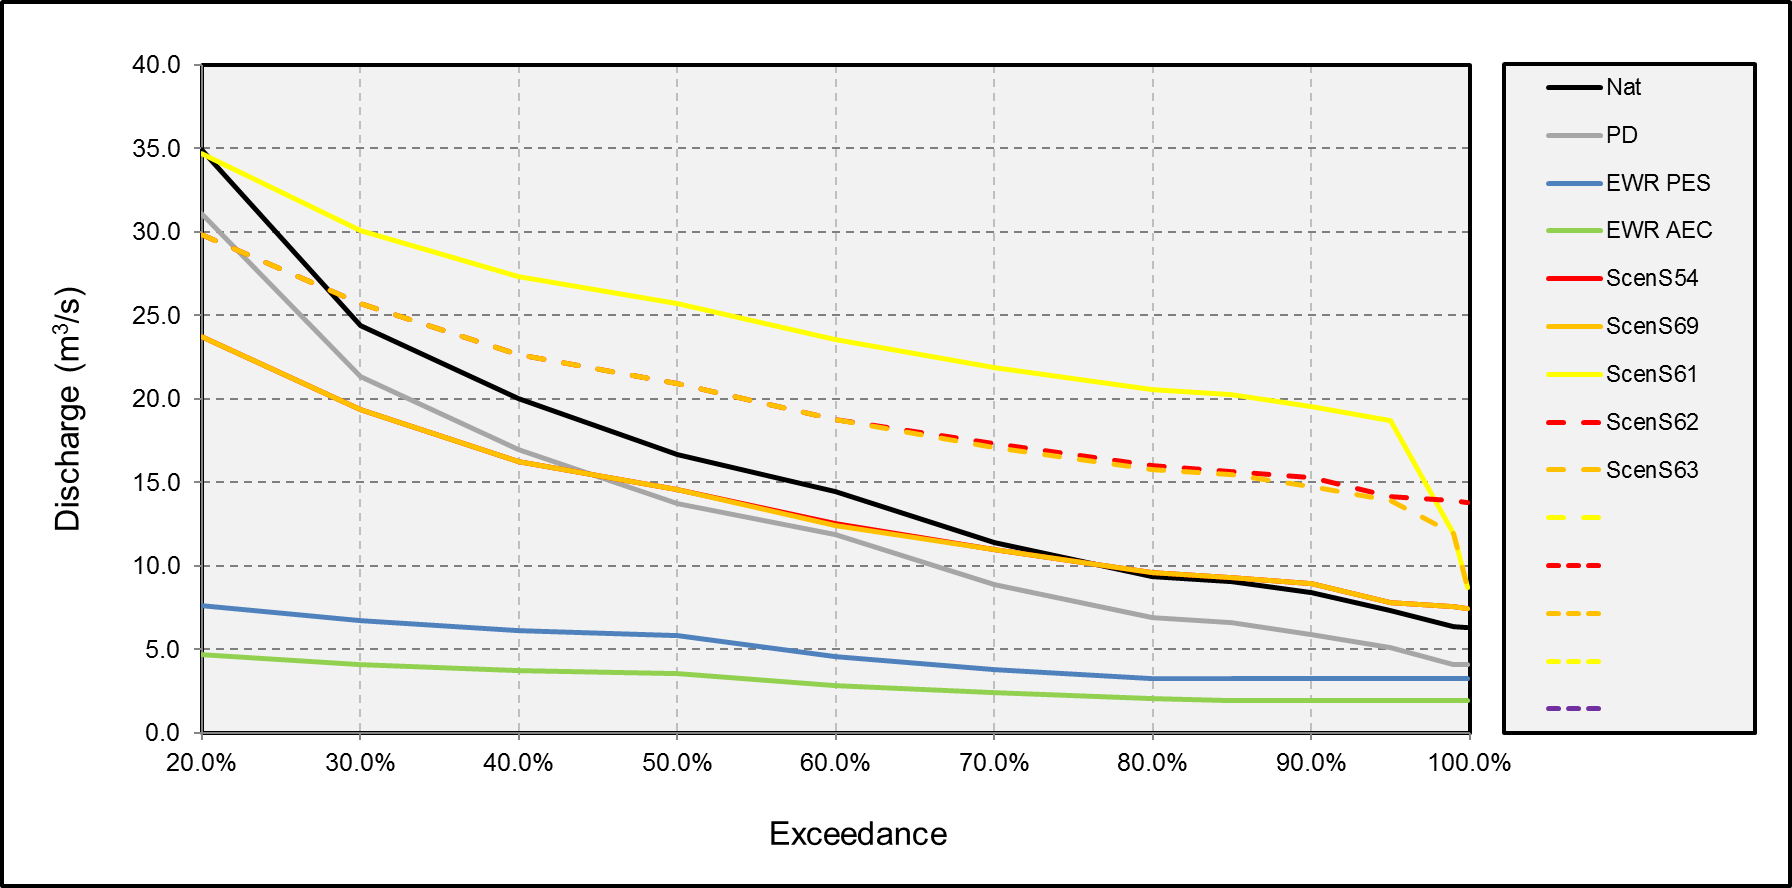 40.0
35.0
30.0
25.0
20.0
15.0
10.0
5.0
0.0
Discharge (m³/s)
20.0% 30.0% 40.0% 50.0% 60.0% 70.0% 80.0% 90.0% 100.0%
Exceedance
Nat
PD
EWR PES
EWR AEC
ScenS54
ScenS69
ScenS61
ScenS62
ScenS63